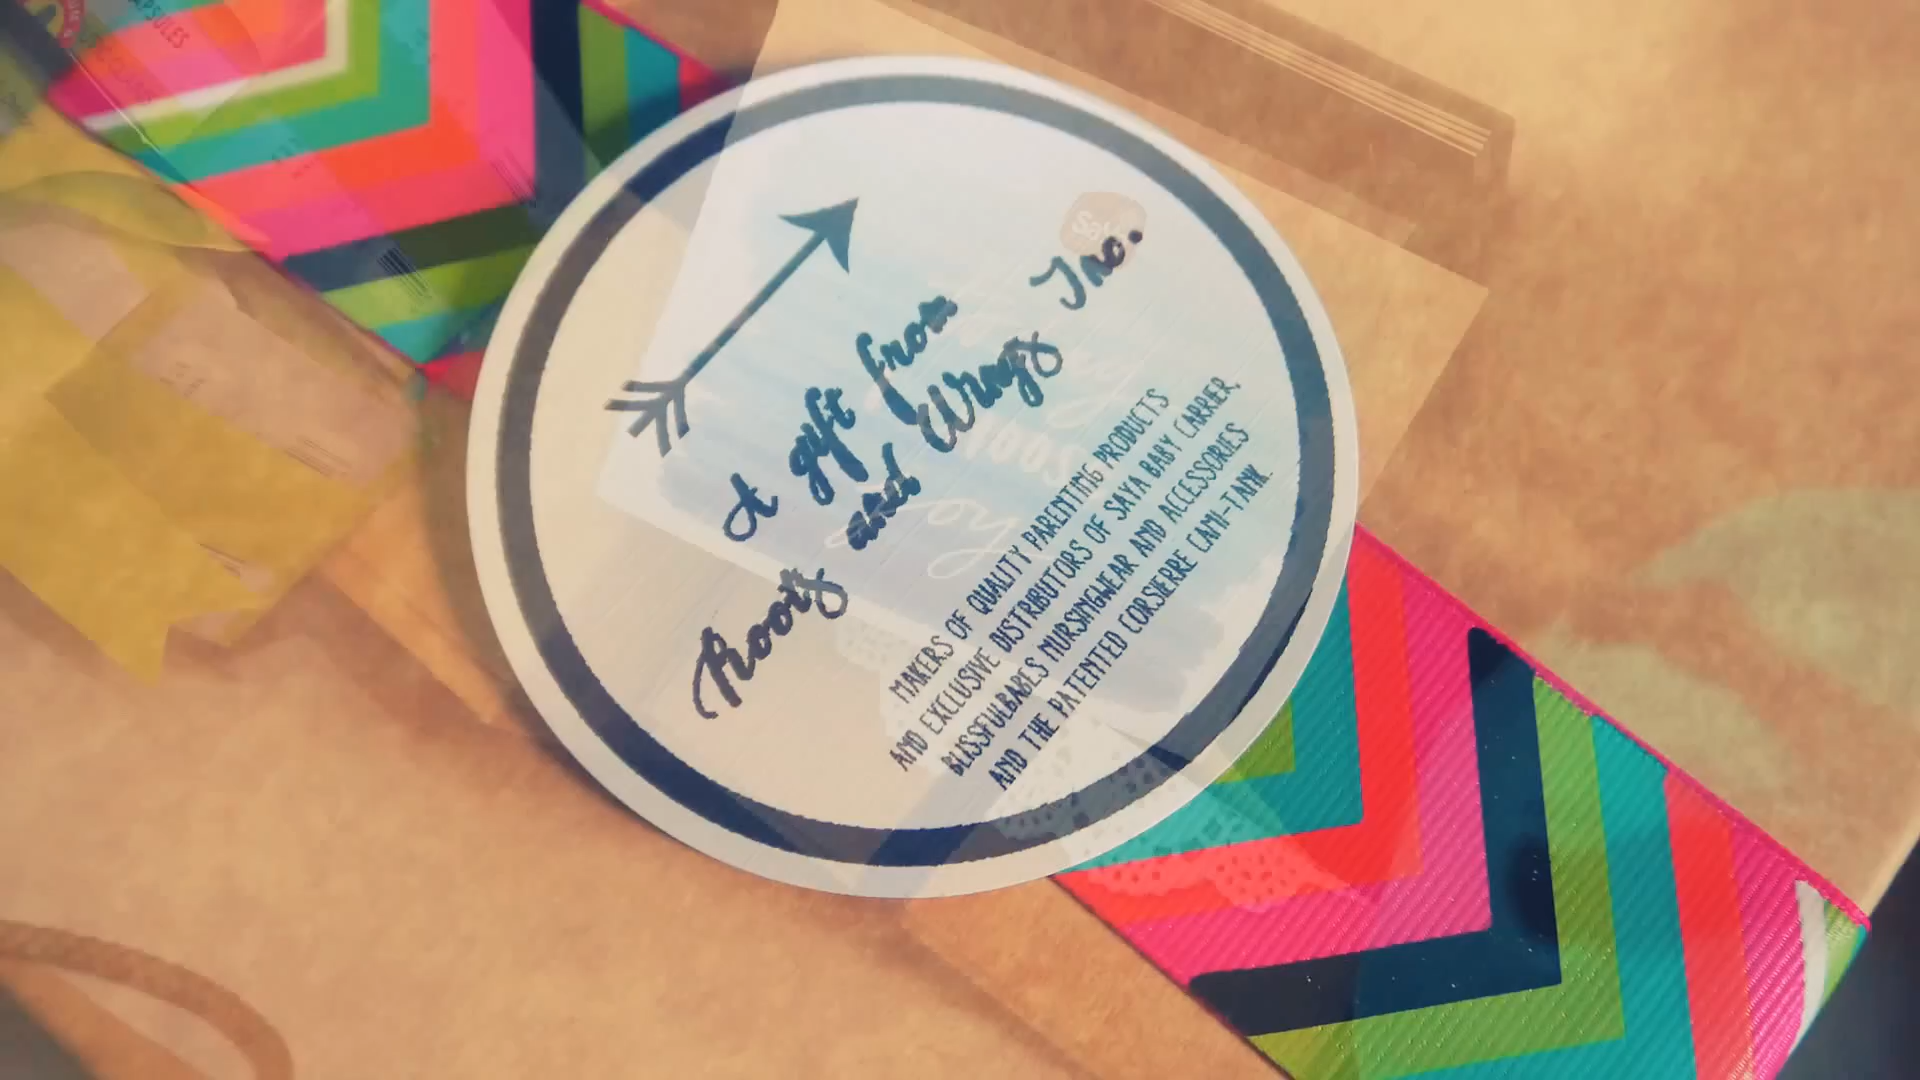 A gift from
Roots and Wrags Inc.
MAKERS OF QUALITY PARENTING PRODUCTS
AND EXCLUSIVE DISTRIBUTORS OF SAYA BABY CARRIER,
BLISSFULBABES NURSINGWEAR AND ACCESSORIES
AND THE PATENTED CORSIERRE CAMI-TANK.